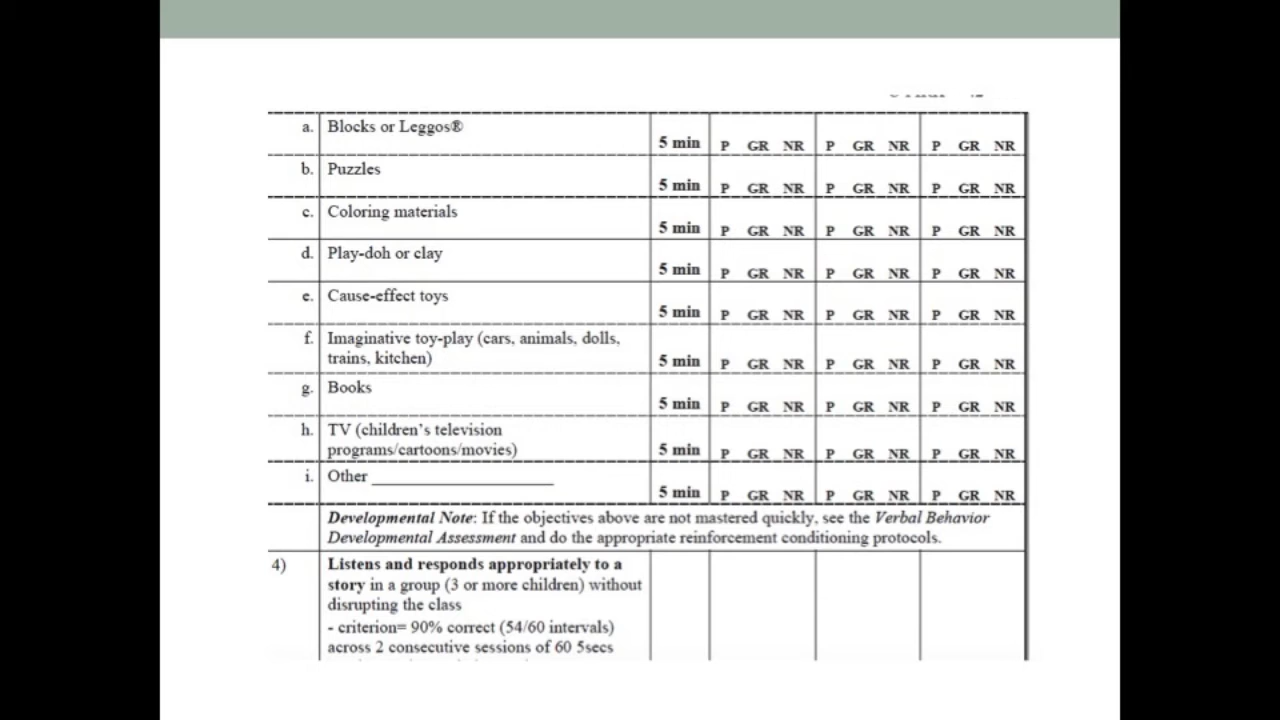 a. Blocks or Leggos® 5 min P GR NR P GR NR P GR NR
b. Puzzles 5 min P GR NR P GR NR P GR NR
c. Coloring materials 5 min P GR NR P GR NR P GR NR
d. Play-doh or clay 5 min P GR NR P GR NR P GR NR
e. Cause-effect toys 5 min P GR NR P GR NR P GR NR
f. Imaginative toy-play (cars, animals, dolls,
trains, kitchen) 5 min P GR NR P GR NR P GR NR
g. Books 5 min P GR NR P GR NR P GR NR
h. TV (children's television
programs/cartoons/movies) 5 min P GR NR P GR NR P GR NR
i. Other ____________________ 5 min P GR NR P GR NR P GR NR
Developmental Note: If the objectives above are not mastered quickly, see the Verbal Behavior
Developmental Assessment and do the appropriate reinforcement conditioning protocols.
4) Listens and responds appropriately to a
story in a group (3 or more children) without
disrupting the class
- criterion= 90% correct (54/60 intervals)
across 2 consecutive sessions of 60 5secs